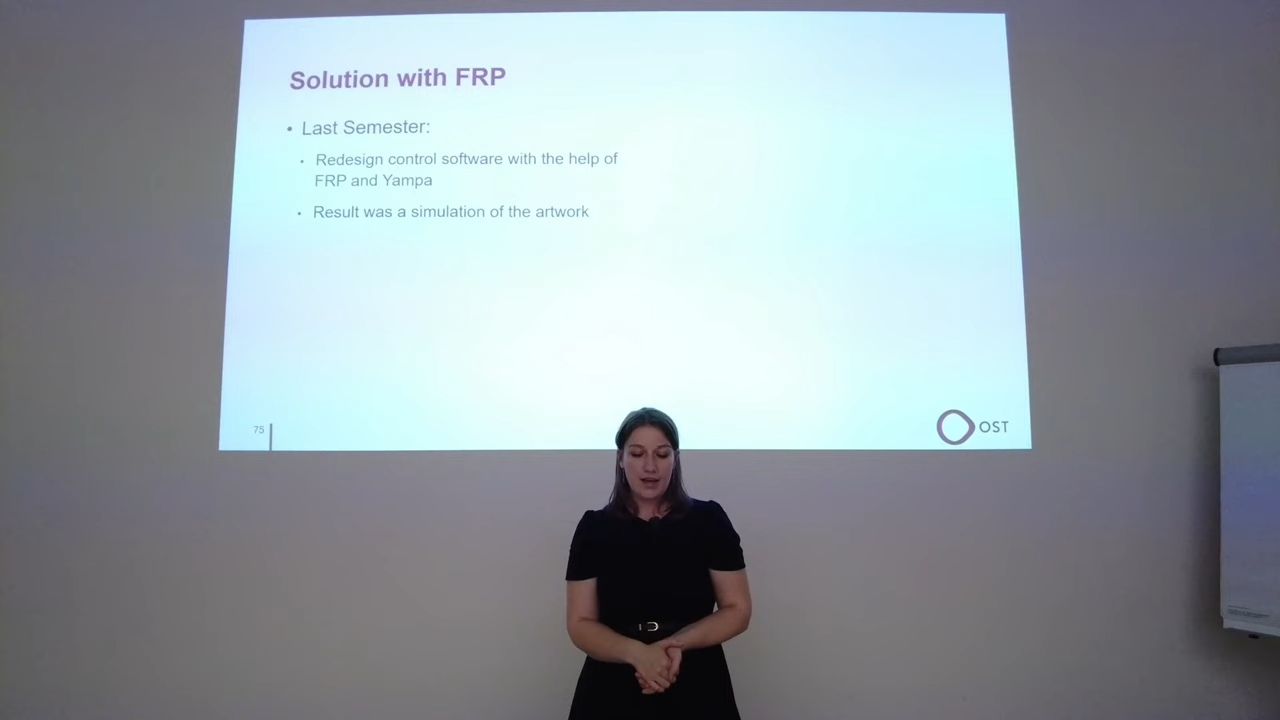 Solution with FRP
• Last Semester:
• Redesign control software with the help of
FRP and Yampa
• Result was a simulation of the artwork
75
OST